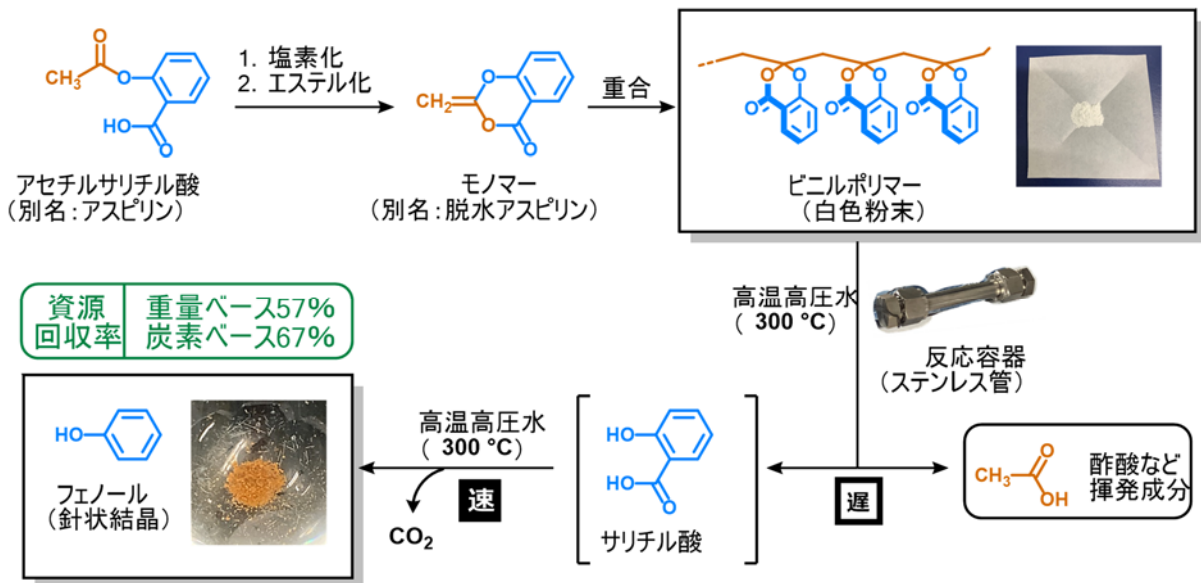 O
CH₃
O
HO
O
アセチルサリチル酸
(別名：アスピリン)
1. 塩素化
2. エステル化
O
CH₂
O
O
モノマー
(別名：脱水アスピリン)
重合
O O O O O O
O O O
ビニルポリマー
(白色粉末)
高温高圧水
( 300 °C)
反応容器
(ステンレス管)
資源
回収率
重量ベース57%
炭素ベース67%
HO
フェノール
(針状結晶)
高温高圧水
( 300 °C)
速
CO₂
HO
HO
O
サリチル酸
遅
O
CH₃
OH
酢酸など
揮発成分